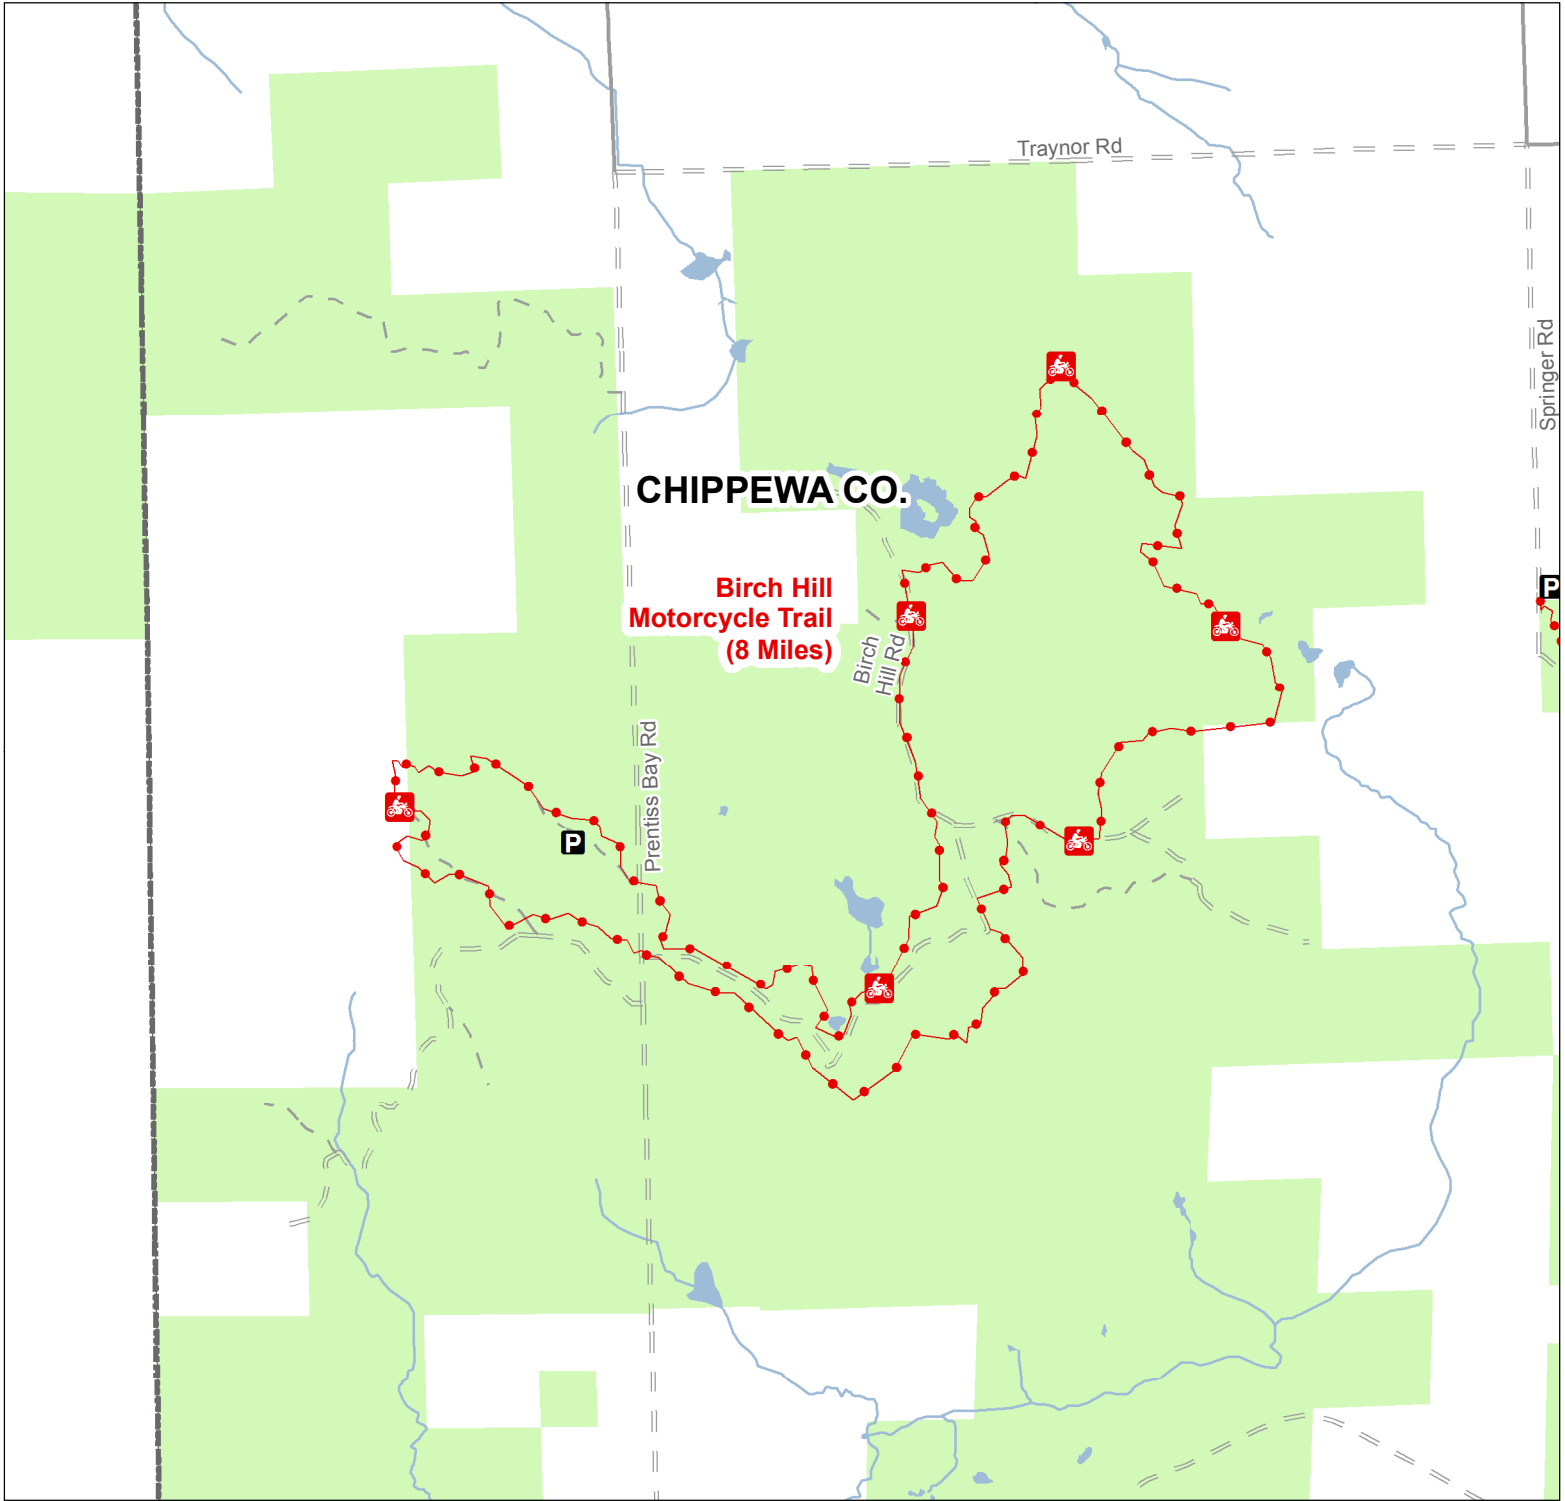 Traynor Rd
Springer Rd
CHIPPEWA CO.
P
Birch Hill
Motorcycle Trail
(8 Miles)
Birch
Hill Rd
Prentiss Bay Rd
P